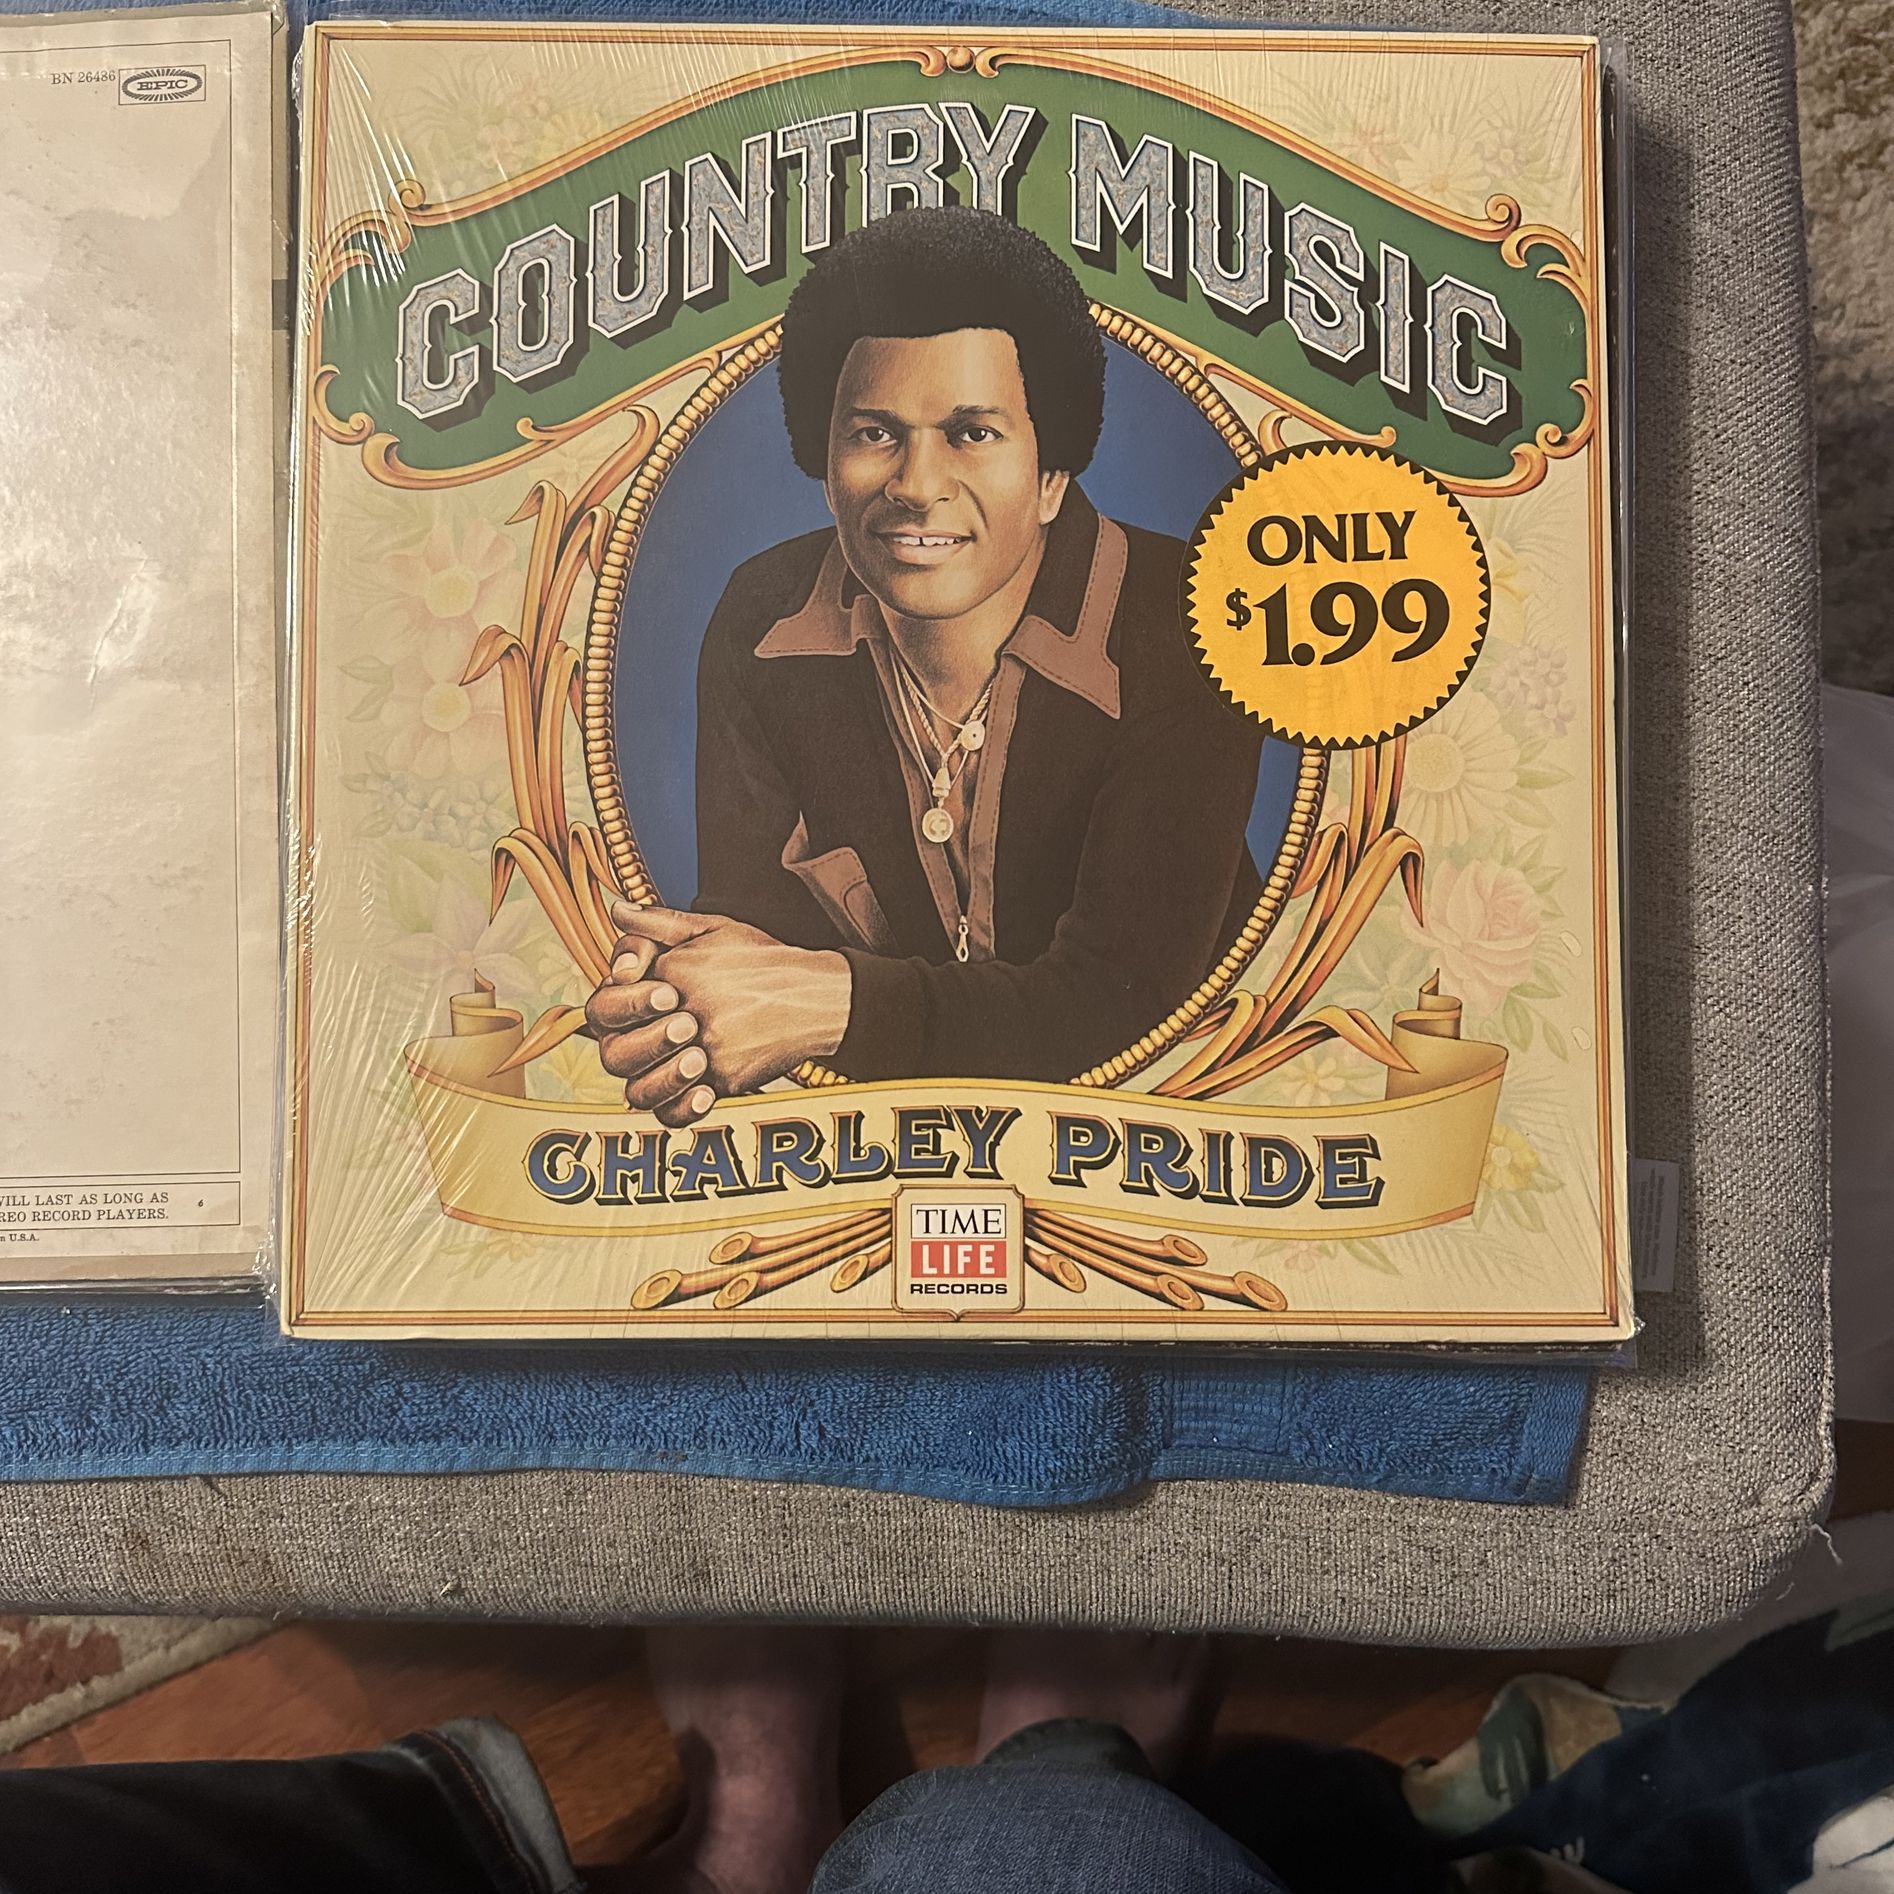 BN 26486 EPIC
WILL LAST AS LONG AS
REO RECORD PLAYERS.
6
n U.S.A.
COUNTRY MUSIC
ONLY
$1.99
CHARLEY PRIDE
TIME
LIFE
RECORDS